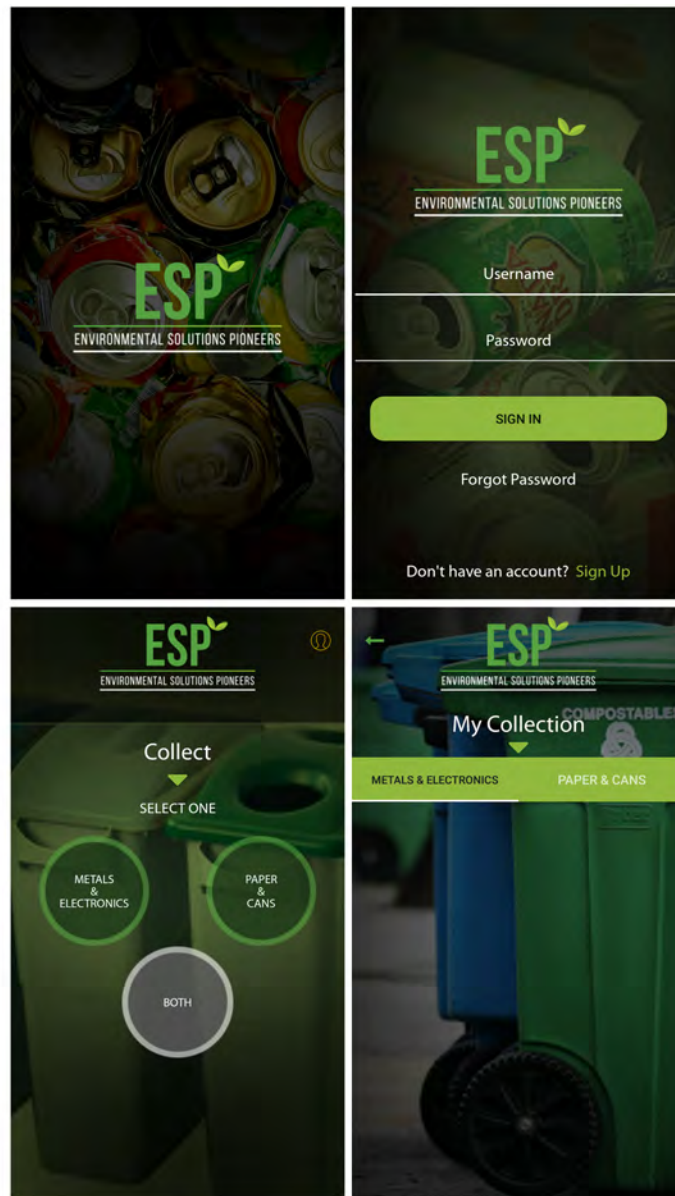 ESP
ENVIRONMENTAL SOLUTIONS PIONEERS
ESP
ENVIRONMENTAL SOLUTIONS PIONEERS
Username
Password
SIGN IN
Forgot Password
Don't have an account? Sign Up
ESP
ENVIRONMENTAL SOLUTIONS PIONEERS
Collect
SELECT ONE
METALS
&
ELECTRONICS
PAPER
&
CANS
BOTH
ESP
ENVIRONMENTAL SOLUTIONS PIONEERS
My Collection
COMPOSTABLES
METALS & ELECTRONICS
PAPER & CANS